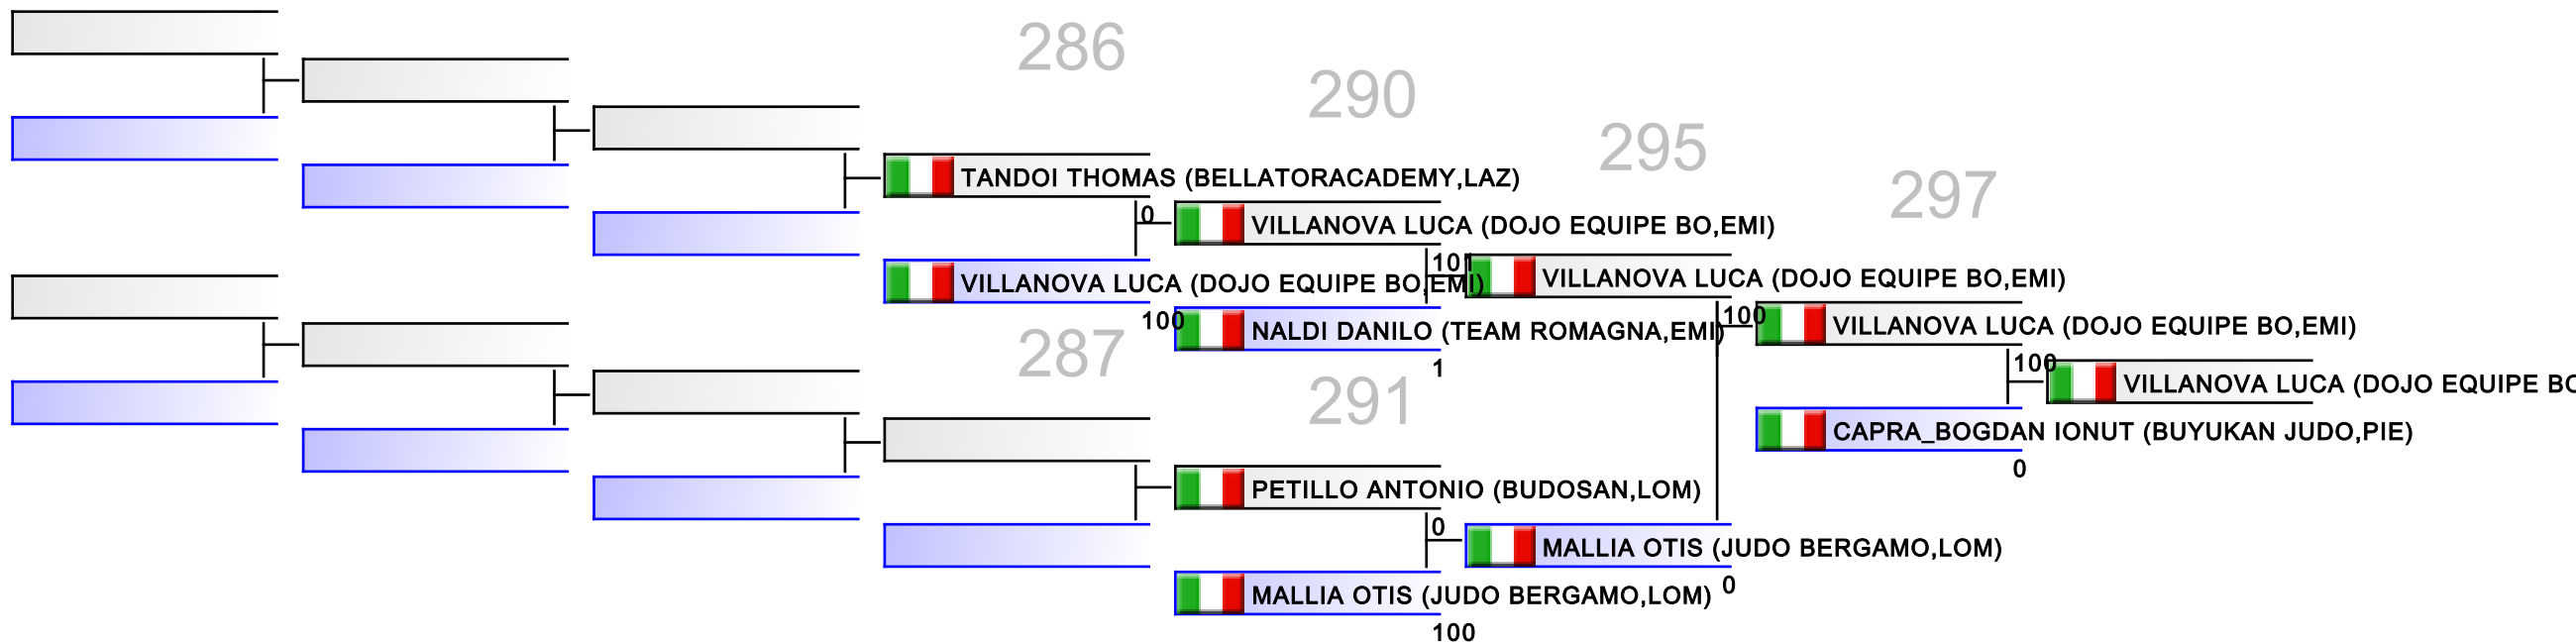 286
290
295
297
TANDOI THOMAS (BELLATORACADEMY,LAZ)
0
VILLANOVA LUCA (DOJO EQUIPE BO,EMI)
VILLANOVA LUCA (DOJO EQUIPE BO,EMI)
100
101
VILLANOVA LUCA (DOJO EQUIPE BO,EMI)
NALDI DANILO (TEAM ROMAGNA,EMI)
1
100
VILLANOVA LUCA (DOJO EQUIPE BO,EMI)
100
VILLANOVA LUCA (DOJO EQUIPE BO
CAPRA_BOGDAN IONUT (BUYUKAN JUDO,PIE)
0
287
291
PETILLO ANTONIO (BUDOSAN,LOM)
0
MALLIA OTIS (JUDO BERGAMO,LOM)
0
MALLIA OTIS (JUDO BERGAMO,LOM)
100